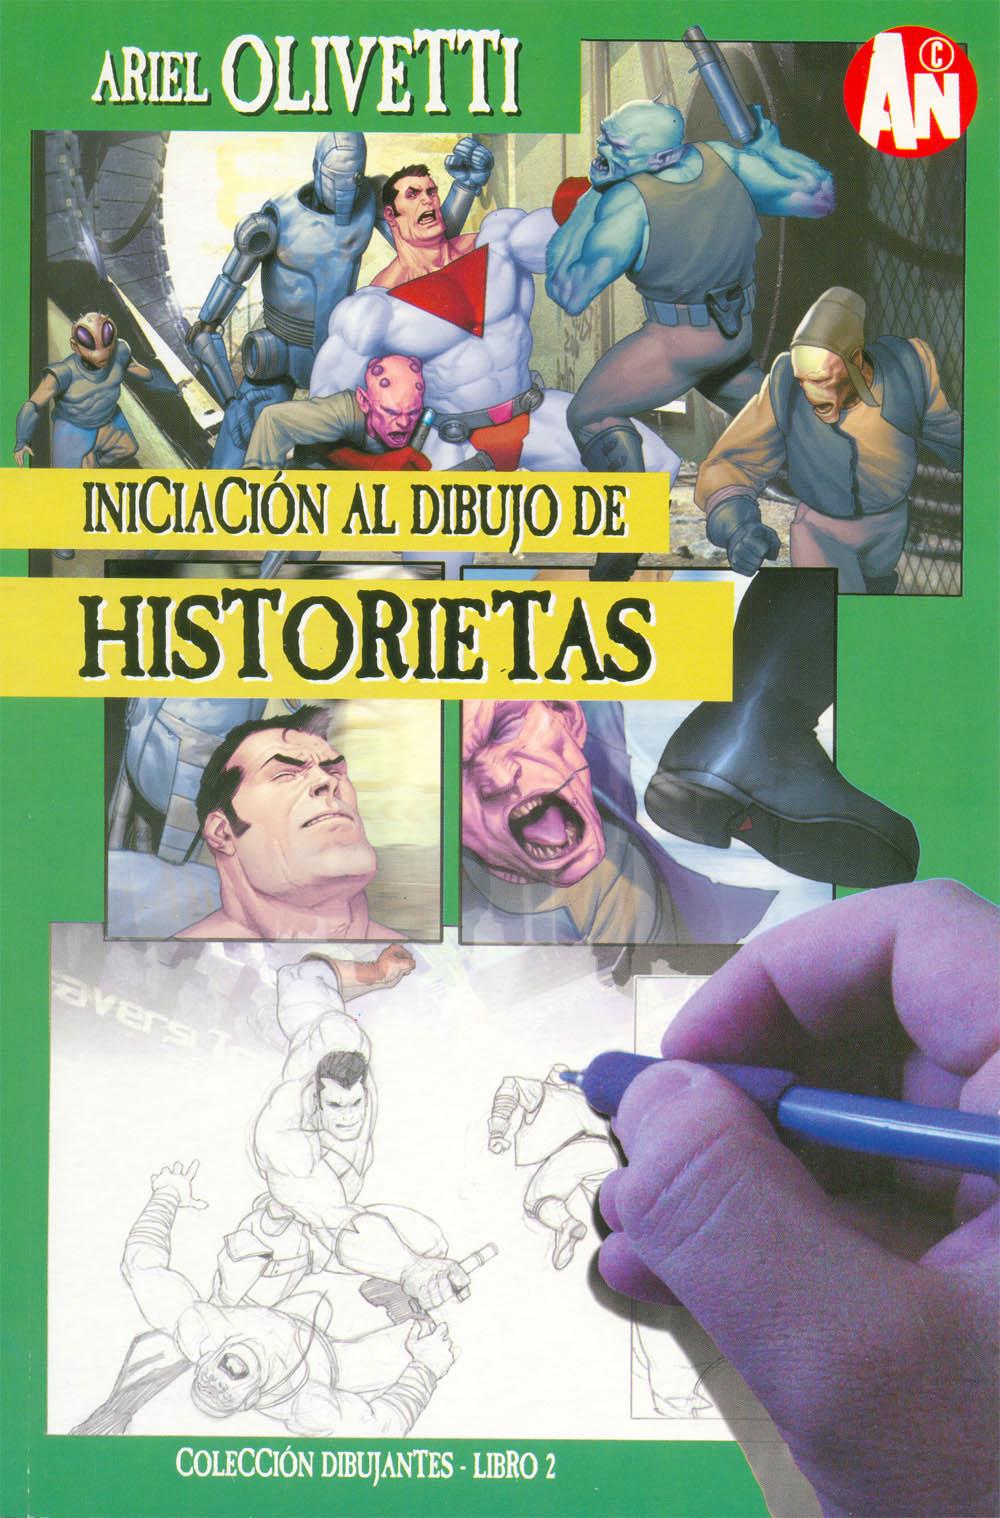 ARIEL OLIVETTI
AN
©
INICIACIÓN AL DIBUJO DE
HISTORIETAS
COLECCIÓN DIBUJANTES - LIBRO 2